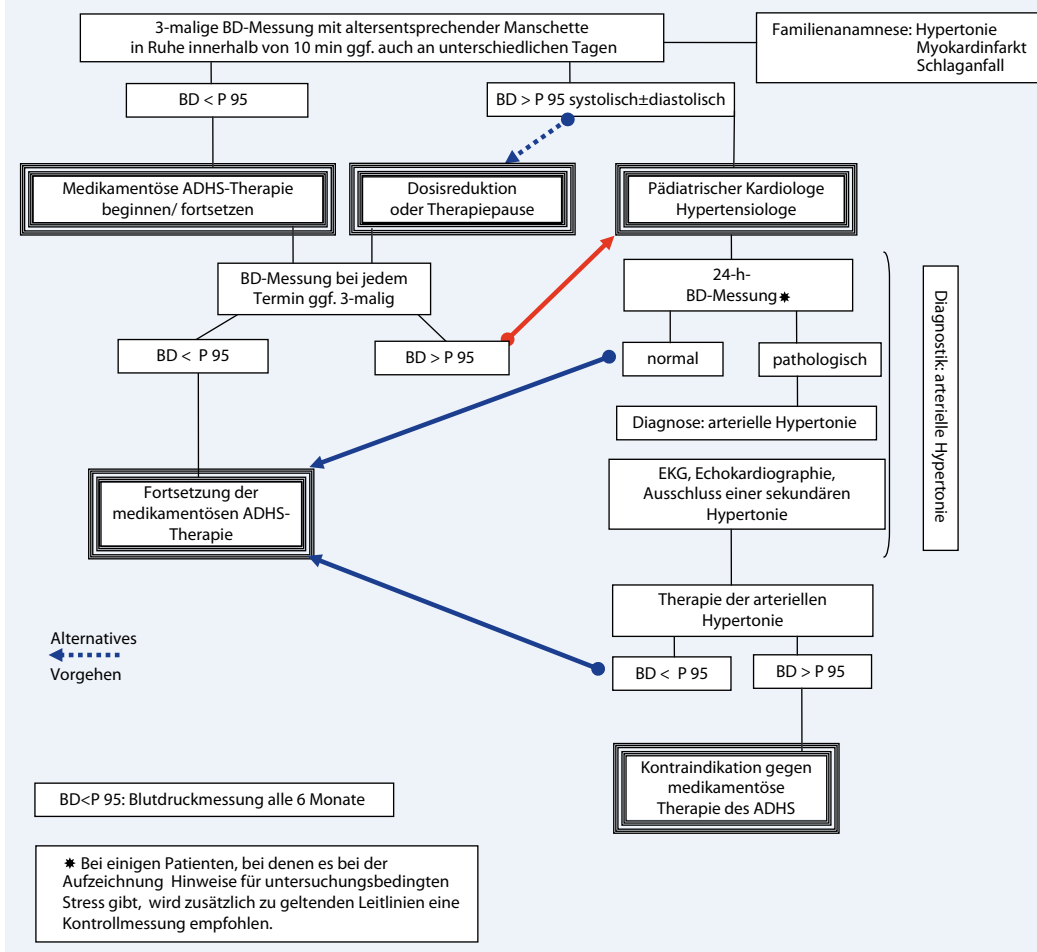 3-malige BD-Messung mit altersentsprechender Manschette
in Ruhe innerhalb von 10 min ggf. auch an unterschiedlichen Tagen
Familienanamnese: Hypertonie
Myokardinfarkt
Schlaganfall
BD < P 95
BD > P 95 systolisch±diastolisch
Medikamentöse ADHS-Therapie
beginnen/ fortsetzen
Dosisreduktion
oder Therapiepause
Pädiatrischer Kardiologe
Hypertensiologe
BD-Messung bei jedem
Termin ggf. 3-malig
24-h-
BD-Messung✷
BD < P 95
BD > P 95
normal
pathologisch
Diagnose: arterielle Hypertonie
Diagnostik: arterielle Hypertonie
EKG, Echokardiographie,
Ausschluss einer sekundären
Hypertonie
Fortsetzung der
medikamentösen ADHS-
Therapie
Therapie der arteriellen
Hypertonie
Alternatives
Vorgehen
BD < P 95
BD > P 95
Kontraindikation gegen
medikamentöse
Therapie des ADHS
BD<P 95: Blutdruckmessung alle 6 Monate
✷ Bei einigen Patienten, bei denen es bei der
Aufzeichnung Hinweise für untersuchungsbedingten
Stress gibt, wird zusätzlich zu geltenden Leitlinien eine
Kontrollmessung empfohlen.